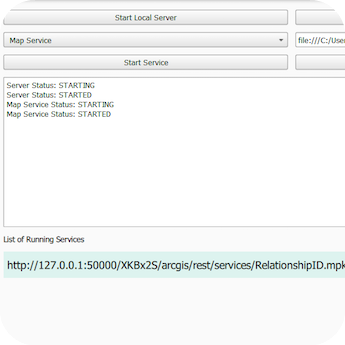 Start Local Server
Map Service
file:///C:/User
Start Service
Server Status: STARTING
Server Status: STARTED
Map Service Status: STARTING
Map Service Status: STARTED
List of Running Services
http://127.0.0.1:50000/XKBx2S/arcgis/rest/services/RelationshipID.mpk